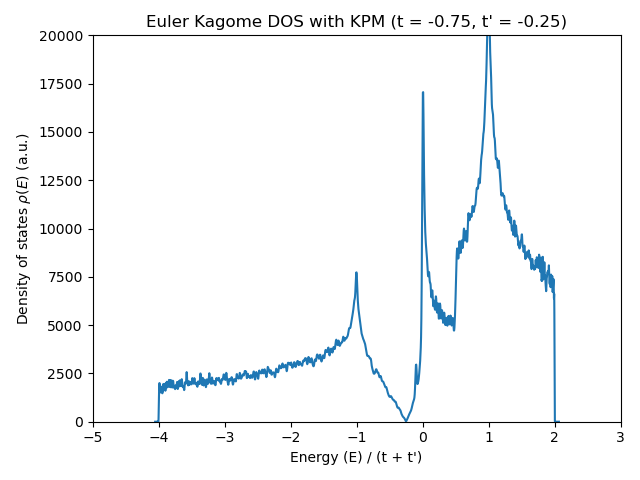 Euler Kagome DOS with KPM (t = -0.75, t' = -0.25)
20000
17500
15000
12500
10000
7500
5000
2500
0
Density of states ρ(E) (a.u.)
−5 −4 −3 −2 −1 0 1 2 3
Energy (E) / (t + t')